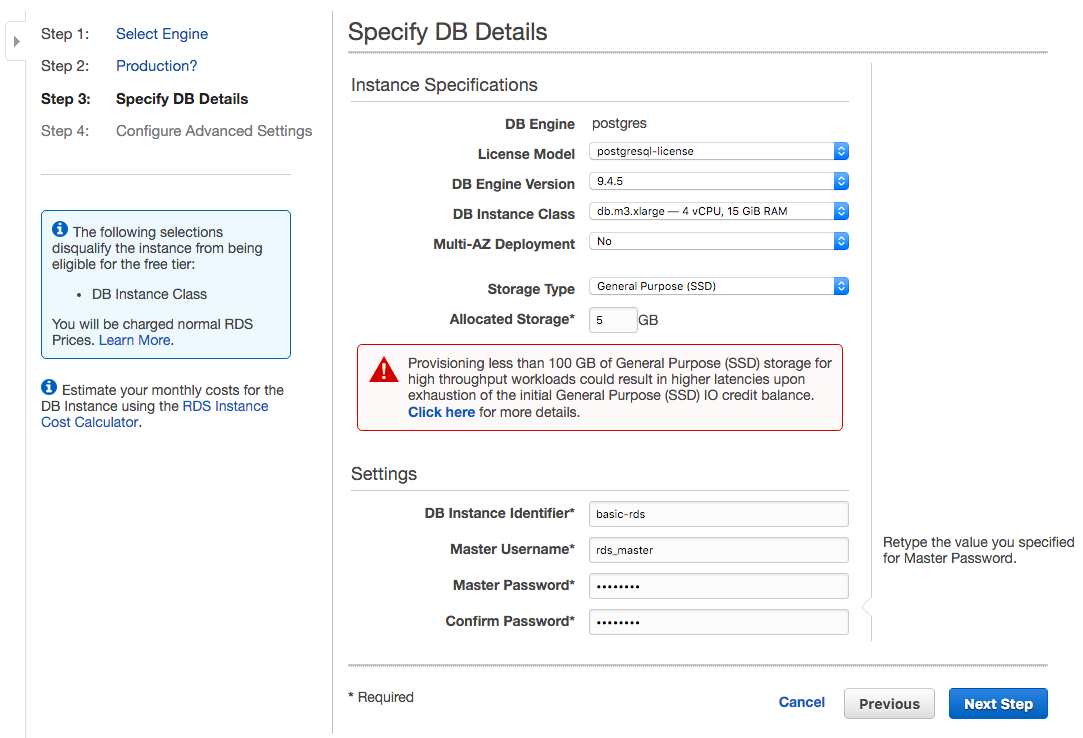 Step 1: Select Engine
Step 2: Production?
Step 3: Specify DB Details
Step 4: Configure Advanced Settings
The following selections
disqualify the instance from being
eligible for the free tier:
• DB Instance Class
You will be charged normal RDS
Prices. Learn More.
Estimate your monthly costs for the
DB Instance using the RDS Instance
Cost Calculator.
Specify DB Details
Instance Specifications
DB Engine postgres
License Model postgresql-license
DB Engine Version 9.4.5
DB Instance Class db.m3.xlarge — 4 vCPU, 15 GiB RAM
Multi-AZ Deployment No
Storage Type General Purpose (SSD)
Allocated Storage* 5 GB
Provisioning less than 100 GB of General Purpose (SSD) storage for
high throughput workloads could result in higher latencies upon
exhaustion of the initial General Purpose (SSD) IO credit balance.
Click here for more details.
Settings
DB Instance Identifier* basic-rds
Master Username* rds_master
Master Password* ••••••••
Confirm Password* ••••••••
Retype the value you specified
for Master Password.
* Required
Cancel Previous Next Step